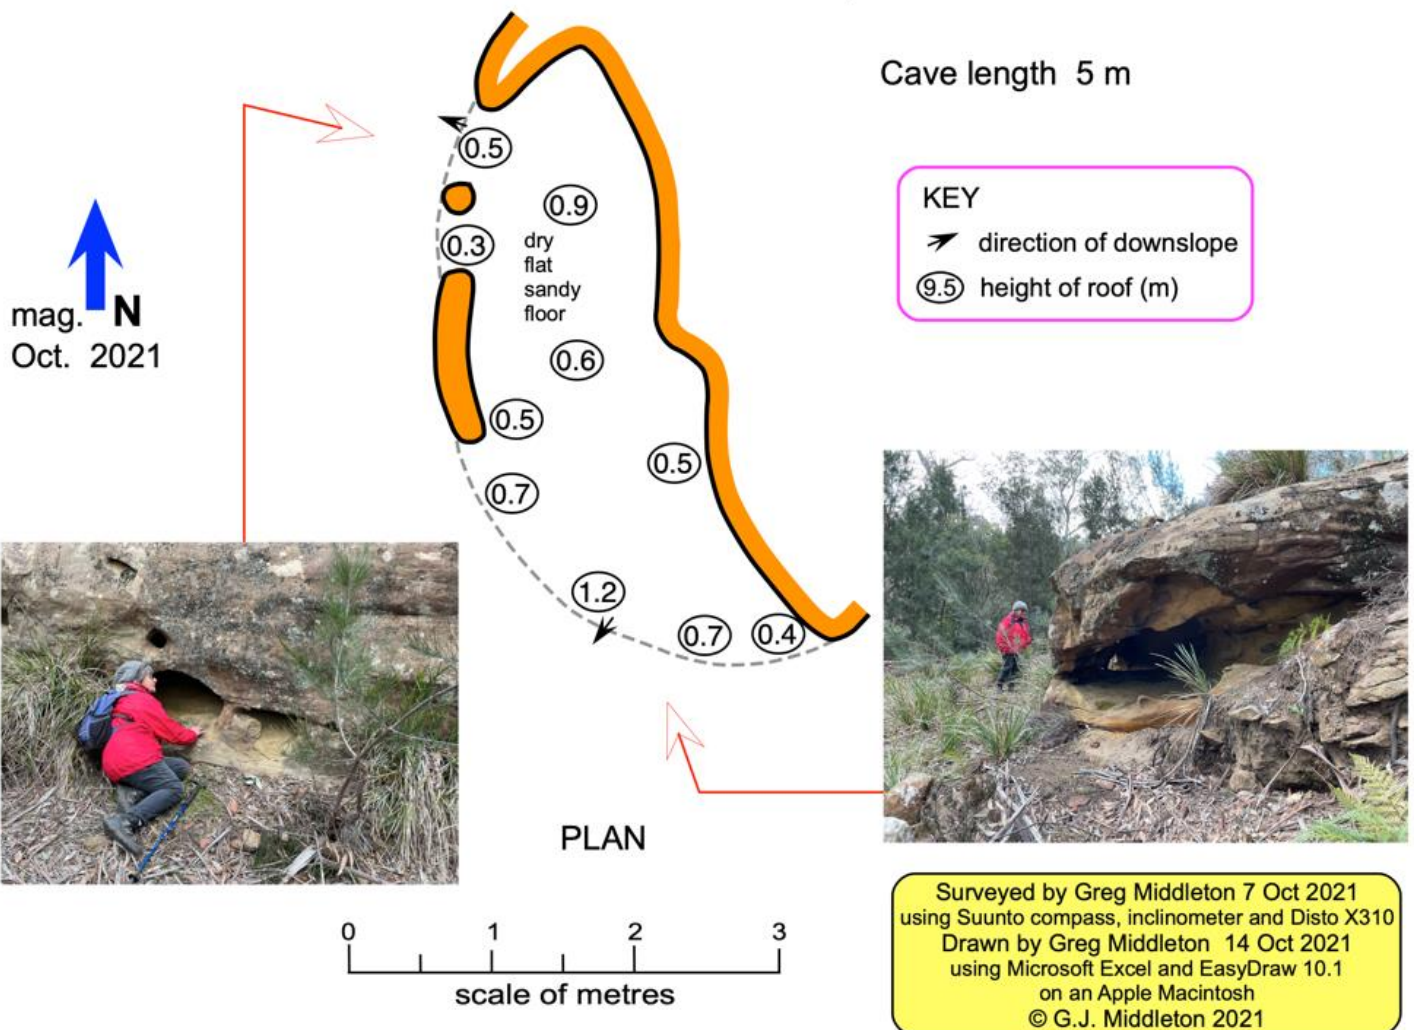 Cave length 5 m
KEY
direction of downslope
9.5 height of roof (m)
mag. N
Oct. 2021
0.5
0.9
0.3
dry
flat
sandy
floor
0.6
0.5
0.5
0.7
1.2
0.7
0.4
PLAN
0 1 2 3
scale of metres
Surveyed by Greg Middleton 7 Oct 2021
using Suunto compass, inclinometer and Disto X310
Drawn by Greg Middleton 14 Oct 2021
using Microsoft Excel and EasyDraw 10.1
on an Apple Macintosh
© G.J. Middleton 2021